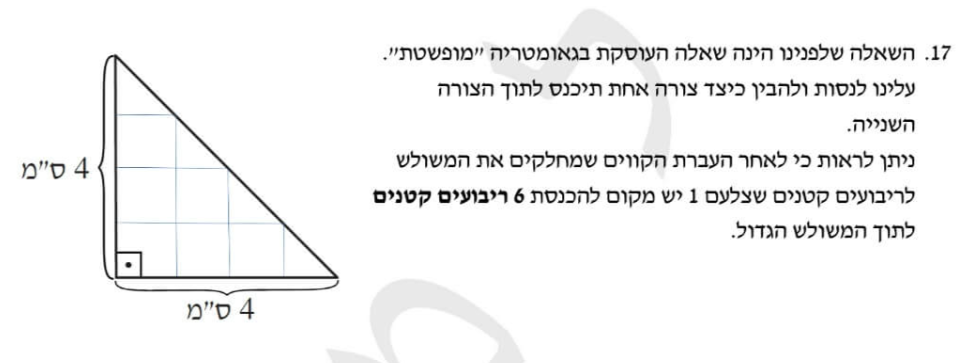 17. השאלה שלפנינו הינה שאלה העוסקת בגאומטריה "מופשטת".
עלינו לנסות ולהבין כיצד צורה אחת תיכנס לתוך הצורה
השנייה.
ניתן לראות כי לאחר העברת הקווים שמחלקים את המשולש
לריבועים קטנים שצלעם 1 יש מקום להכנסת 6 ריבועים קטנים
לתוך המשולש הגדול.
4 ס"מ
4 ס"מ